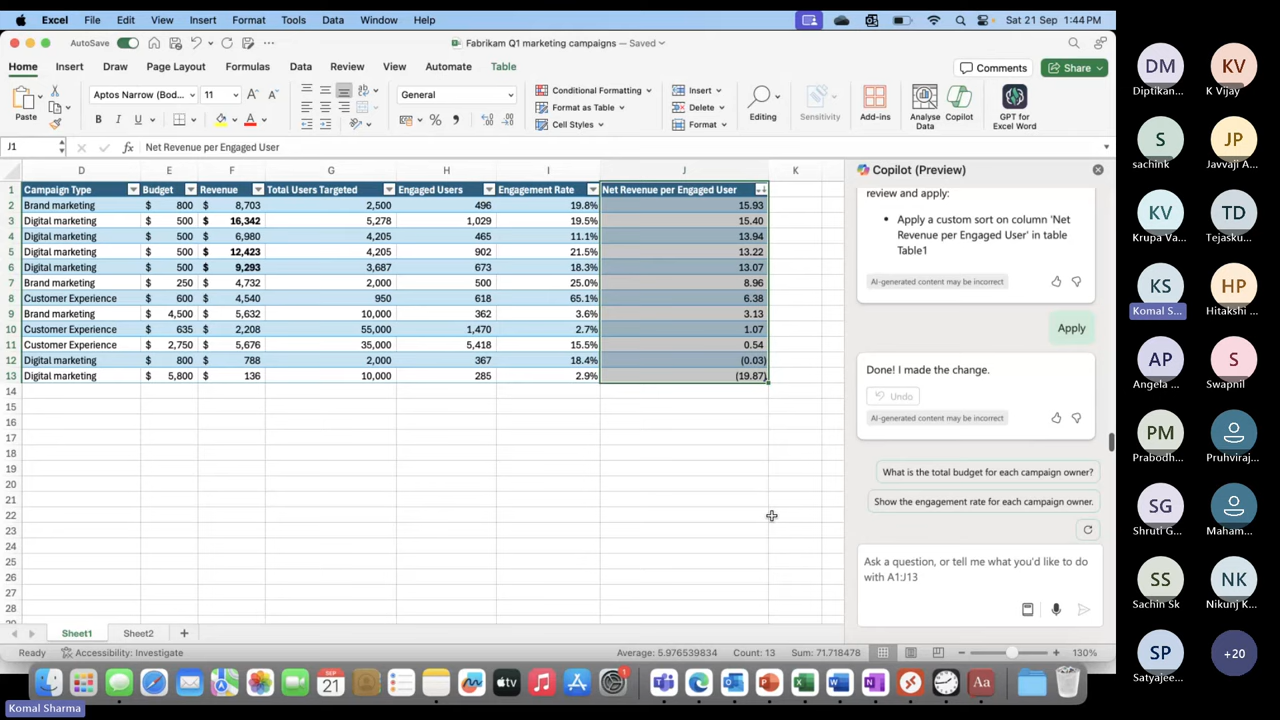 Excel File Edit View Insert Format Tools Data Window Help Sat 21 Sep 1:44PM
AutoSave Fabrikam Q1 marketing campaigns — Saved
Home Insert Draw Page Layout Formulas Data Review View Automate Table Comments Share
Paste Aptos Narrow (Bod... 11 A A General Conditional Formatting Insert
Format as Table Delete Editing Sensitivity Add-ins Analyse Data Copilot GPT for Excel Word
B I U A Cell Styles Format
J1 fx Net Revenue per Engaged User
D E F G H I J K
1 Campaign Type Budget Revenue Total Users Targeted Engaged Users Engagement Rate Net Revenue per Engaged User
2 Brand marketing $ 800 $ 8,703 2,500 496 19.8% 15.93
3 Digital marketing $ 500 $ 16,342 5,278 1,029 19.5% 15.40
4 Digital marketing $ 500 $ 6,980 4,205 465 11.1% 13.94
5 Digital marketing $ 500 $ 12,423 4,205 902 21.5% 13.22
6 Digital marketing $ 500 $ 9,293 3,687 673 18.3% 13.07
7 Brand marketing $ 250 $ 4,732 2,000 500 25.0% 8.96
8 Customer Experience $ 600 $ 4,540 950 618 65.1% 6.38
9 Brand marketing $ 4,500 $ 5,632 10,000 362 3.6% 3.13
10 Customer Experience $ 635 $ 2,208 55,000 1,470 2.7% 1.07
11 Customer Experience $ 2,750 $ 5,676 35,000 5,418 15.5% 0.54
12 Digital marketing $ 800 $ 788 2,000 367 18.4% (0.03)
13 Digital marketing $ 5,800 $ 136 10,000 285 2.9% (19.87)
14
15
16
17
18
19
20
21
22
23
24
25
26
27
28
Sheet1 Sheet2
Ready Accessibility: Investigate Average: 5.976539834 Count: 13 Sum: 71.718478 130%
Copilot (Preview)
review and apply:
Apply a custom sort on column 'Net
Revenue per Engaged User' in table
Table1
AI-generated content may be incorrect
Apply
Done! I made the change.
Undo
AI-generated content may be incorrect
What is the total budget for each campaign owner?
Show the engagement rate for each campaign owner.
Ask a question, or tell me what you'd like to do
with A1:J13
SEP
21
tv
Aa
1
Komal Sharma
DM KV
Diptikan... K Vijay
S JP
sachink Javvaji A...
KV TD
Krupa Va... Tejasku...
KS HP
Komal S... Hitakshi ...
AP S
Angela ... Swapnil
PM
Prabodh... Pruhviraj...
SG
Shruti G... Maham...
SS NK
Sachin Sk Nikunj K...
SP +20
Satyajee...